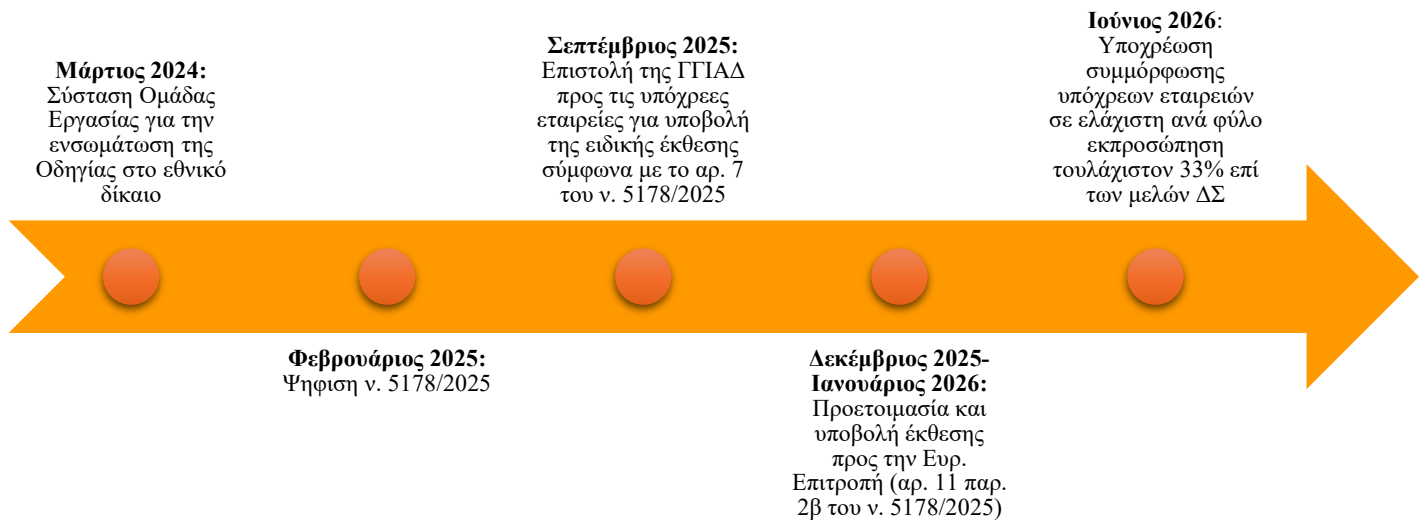 Μάρτιος 2024:
Σύσταση Ομάδας
Εργασίας για την
ενσωμάτωση της
Οδηγίας στο εθνικό
δίκαιο
Φεβρουάριος 2025:
Ψηφιση ν. 5178/2025
Σεπτέμβριος 2025:
Επιστολή της ΓΓΙΑΔ
προς τις υπόχρεες
εταιρείες για υποβολή
της ειδικής έκθεσης
σύμφωνα με το αρ. 7
του ν. 5178/2025
Δεκέμβριος 2025-
Ιανουάριος 2026:
Προετοιμασία και
υποβολή έκθεσης
προς την Ευρ.
Επιτροπή (αρ. 11 παρ.
2β του ν. 5178/2025)
Ιούνιος 2026:
Υποχρέωση
συμμόρφωσης
υπόχρεων εταιρειών
σε ελάχιστη ανά φύλο
εκπροσώπηση
τουλάχιστον 33% επί
των μελών ΔΣ